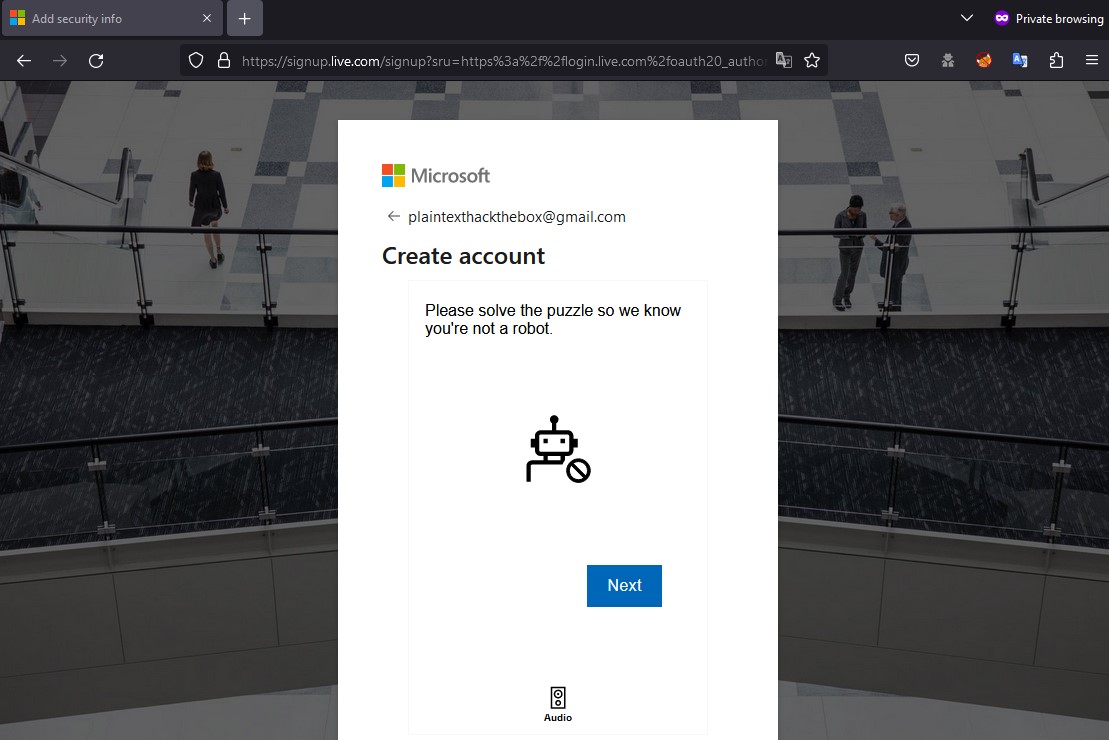 Add security info
Private browsing
https://signup.live.com/signup?sru=https%3a%2f%2flogin.live.com%2foauth20_autho
Microsoft
plaintexthackthebox@gmail.com
Create account
Please solve the puzzle so we know
you're not a robot.
Next
Audio